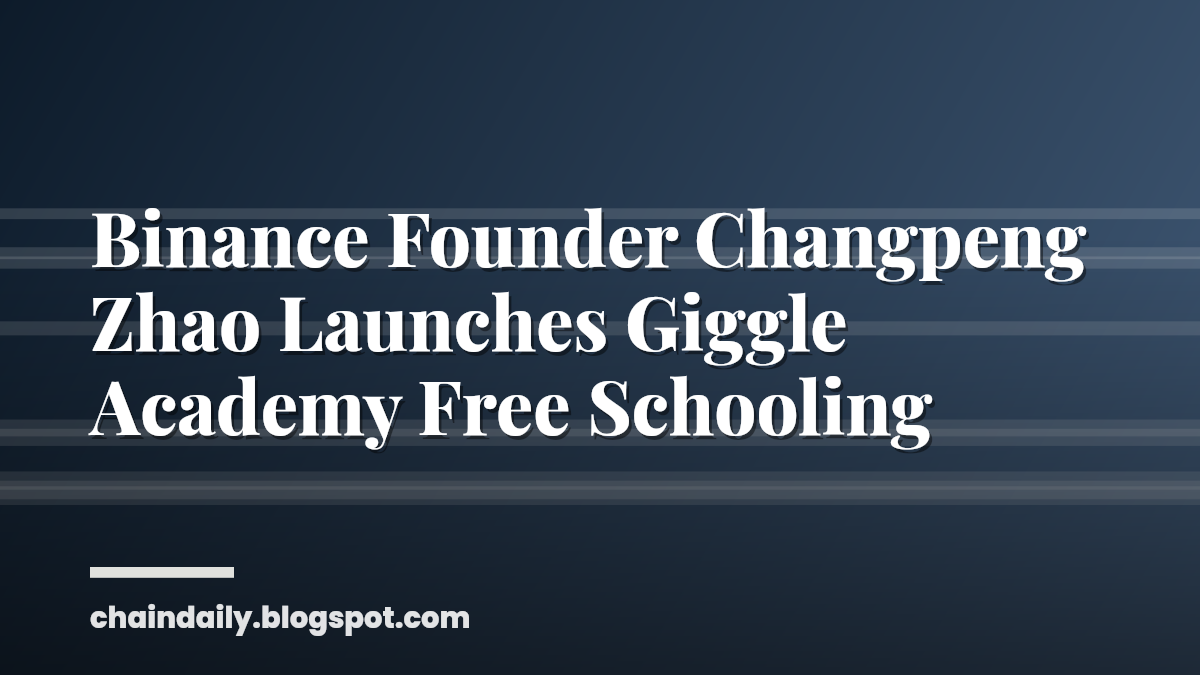 Binance Founder Changpeng
Zhao Launches Giggle
Academy Free Schooling
chaindaily.blogspot.com